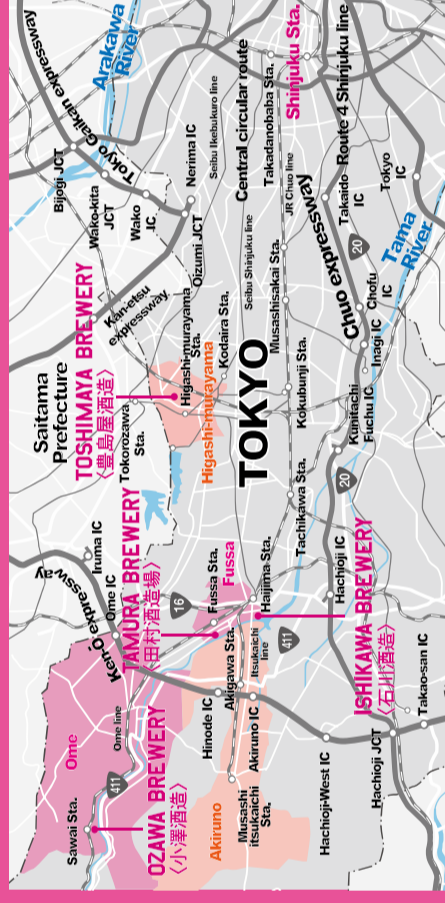 Sawai Sta.
411
Ome
Ome line
OZAWA BREWERY
〈小澤酒造〉
Ken-O expressway
Ome IC
Iruma IC
Saitama
Prefecture
TAMURA BREWERY
〈田村酒造場〉
16
TOSHIMAYA BREWERY
〈豊島屋酒造〉
Tokorozawa
Sta.
Higashi-murayama
Sta.
Higashi-murayama
Kodaira Sta.
Kan-etsu
expressway
Bijogi JCT
Wako-kita
JCT
Wako
IC
Tokyo Gaikan expressway
Arakawa
River
Oizumi JCT
Nerima IC
Seibu Ikebukuro line
Akiruno
Musashi
itsukaichi
Sta.
Hinode IC
Akigawa Sta.
Akiruno IC
Itsukaichi
line
Fussa Sta.
Fussa
Haijima Sta.
411
TOKYO
Seibu Shinjuku line
Central circular route
Takadanobaba Sta.
Shinjuku Sta.
Tachikawa Sta.
Kokubunji Sta.
Musashisakai Sta.
JR Chuo line
Hachioji-West IC
Hachioji JCT
Takao-san IC
Hachioji IC
ISHIKAWA BREWERY
〈石川酒造〉
20
Kunitachi
Fuchu IC
Inagi IC
Chofu
IC
Chuo expressway
20
Takaido
IC
Route 4 Shinjuku line
Tama
River
Tokyo
IC